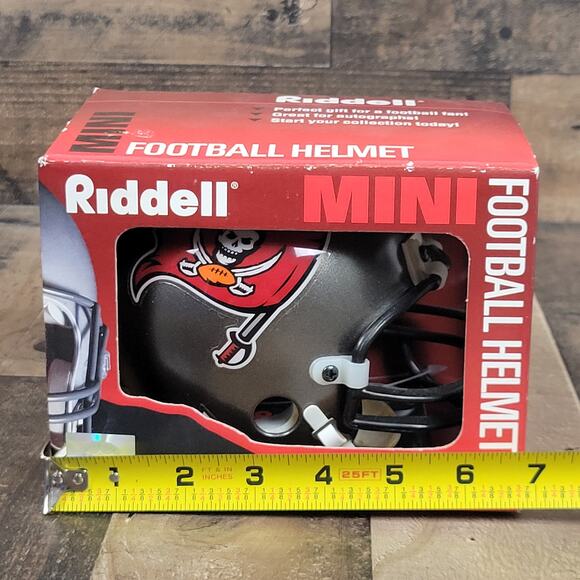 Riddell
Perfect gift for a football fan!
Great for autographs!
Start your collection today!
MINI
FOOTBALL HELMET
Riddell®
MINI
FOOTBALL HELMET
1 2 FT & IN INCHES 3 4 25FT 5 6 7